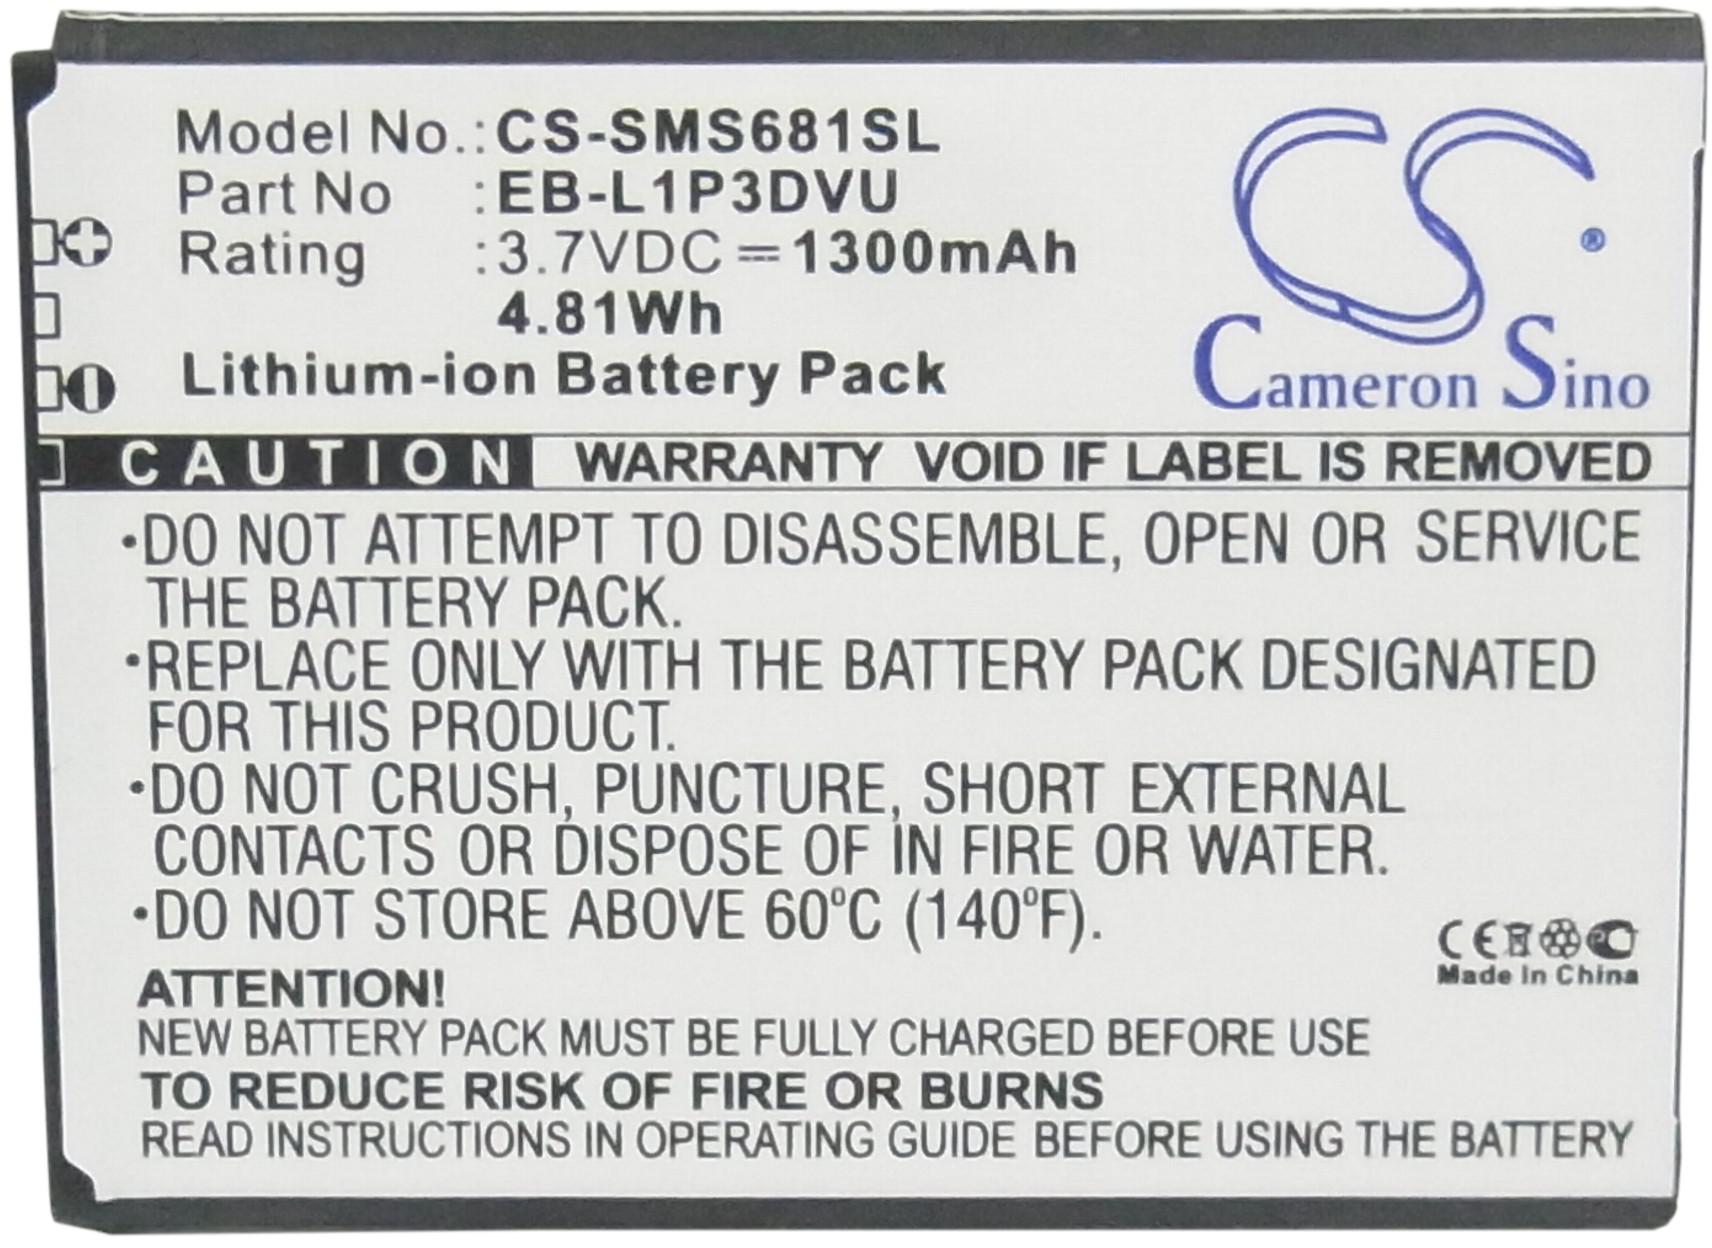 Model No.:CS-SMS681SL
Part No :EB-L1P3DVU
Rating :3.7VDC⎓1300mAh
4.81Wh
Lithium-ion Battery Pack
CS®
Cameron Sino
CAUTION WARRANTY VOID IF LABEL IS REMOVED
•DO NOT ATTEMPT TO DISASSEMBLE, OPEN OR SERVICE
THE BATTERY PACK.
•REPLACE ONLY WITH THE BATTERY PACK DESIGNATED
FOR THIS PRODUCT.
•DO NOT CRUSH, PUNCTURE, SHORT EXTERNAL
CONTACTS OR DISPOSE OF IN FIRE OR WATER.
•DO NOT STORE ABOVE 60°C (140°F).
CE
Made In China
ATTENTION!
NEW BATTERY PACK MUST BE FULLY CHARGED BEFORE USE
TO REDUCE RISK OF FIRE OR BURNS
READ INSTRUCTIONS IN OPERATING GUIDE BEFORE USING THE BATTERY